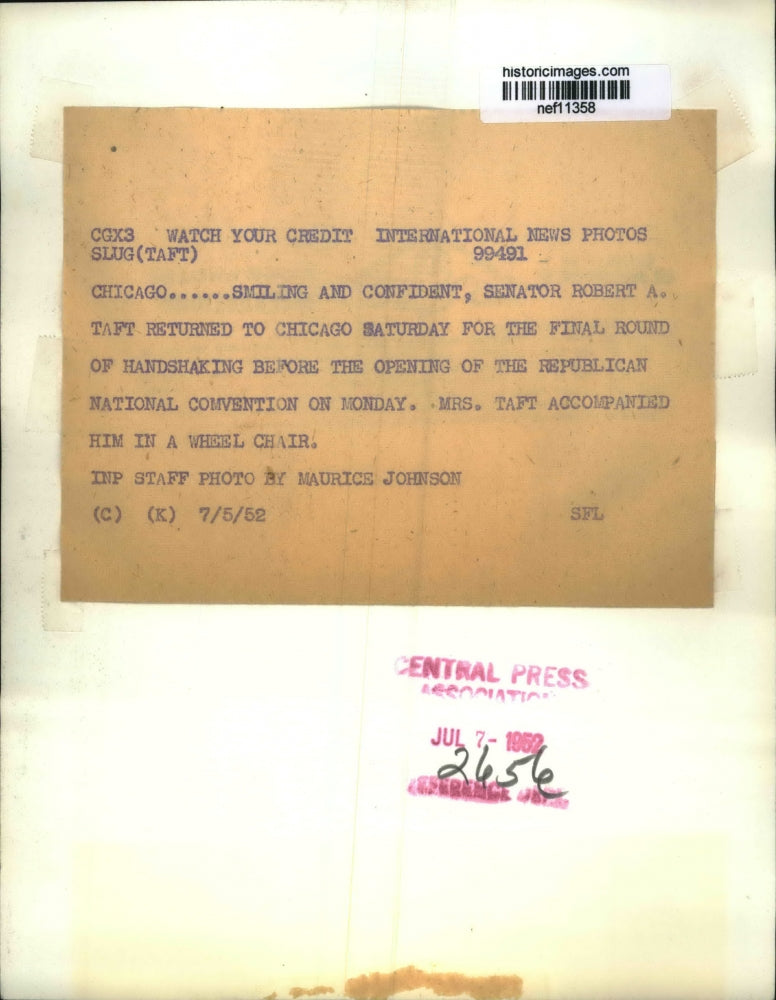 historicimages.com
nef11358
CGX3 WATCH YOUR CREDIT INTERNATIONAL NEWS PHOTOS
SLUG(TAFT) 99491
CHICAGO......SMILING AND CONFIDENT, SENATOR ROBERT A.
TAFT RETURNED TO CHICAGO SATURDAY FOR THE FINAL ROUND
OF HANDSHAKING BEFORE THE OPENING OF THE REPUBLICAN
NATIONAL COMVENTION ON MONDAY. MRS. TAFT ACCOMPANIED
HIM IN A WHEEL CHAIR.
INP STAFF PHOTO BY MAURICE JOHNSON
(C) (K) 7/5/52 SFL
CENTRAL PRESS
ASSOCIATION
JUL 7- 1952
2656
REFERENCE